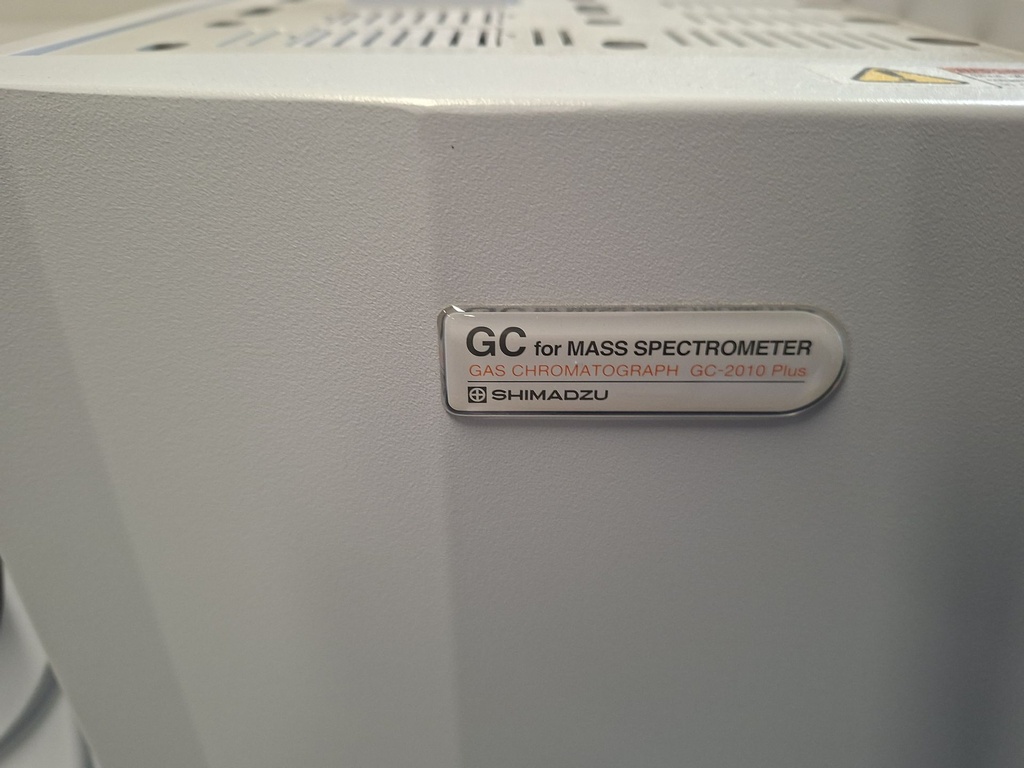 GC for MASS SPECTROMETER
GAS CHROMATOGRAPH GC-2010 Plus
SHIMADZU